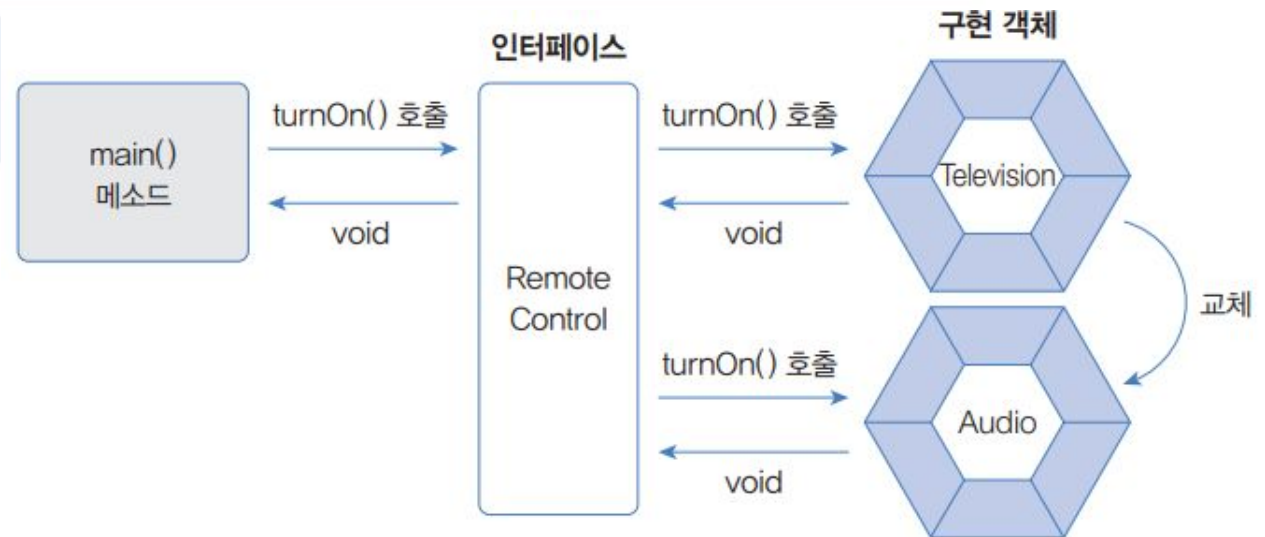 구현 객체
인터페이스
main()
메소드
turnOn() 호출
void
Remote
Control
turnOn() 호출
void
Television
교체
turnOn() 호출
void
Audio